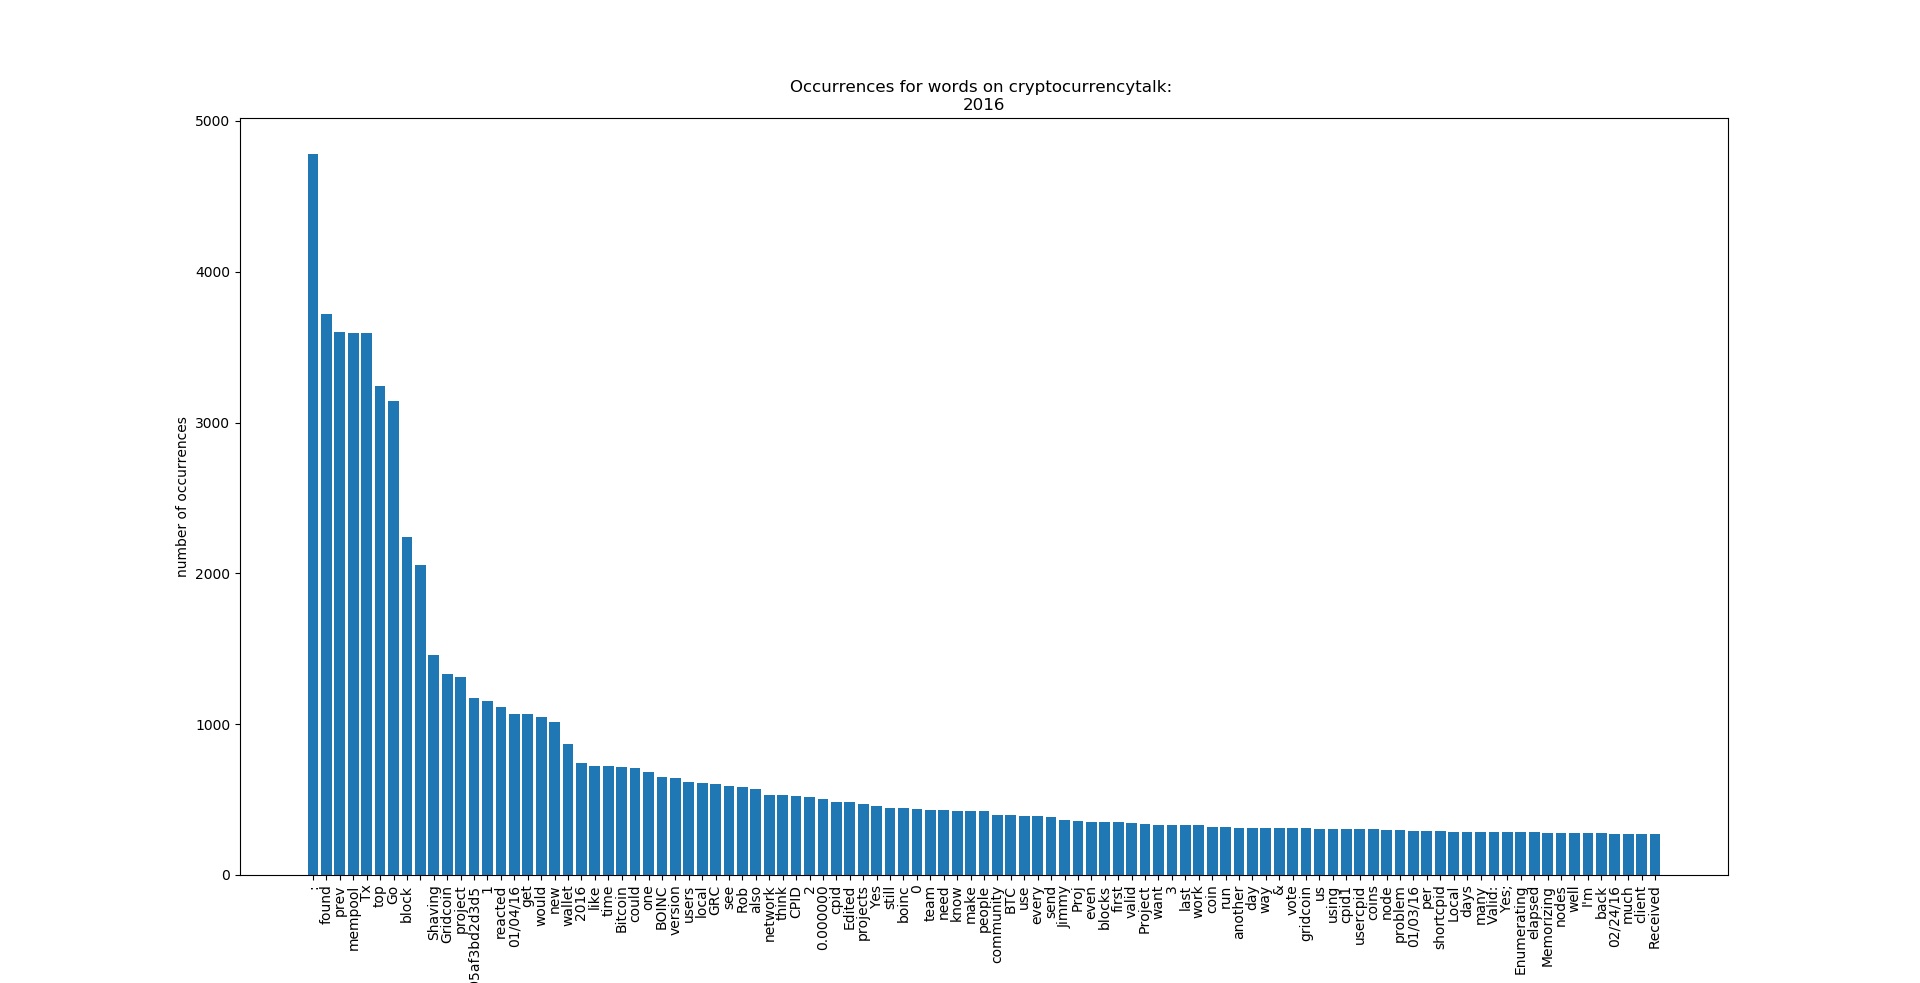 Occurrences for words on cryptocurrencytalk:
2016
number of occurrences
5000
4000
3000
2000
1000
0
:
found
prev
mempool
Tx
top
Go
block
Shaving
Gridcoin
project
95af3bd2d3d5
1
reacted
01/04/16
get
would
new
wallet
2016
like
time
Bitcoin
could
one
BOINC
version
users
local
GRC
see
Rob
also
network
think
CPID
2
0.0000000
cpid
Edited
projects
Yes
still
boinc
0
team
need
know
make
people
community
BTC
use
every
send
Jimmy
Proj
even
blocks
first
valid
Project
want
3
last
work
coin
run
another
day
way
&
vote
gridcoin
us
using
cpid1
usercpid
coins
node
problem
01/03/16
per
shortcpid
Local
days
many
Valid:
Yes;
Enumerating
elapsed
Memorizing
nodes
well
I'm
back
02/24/16
much
client
Received